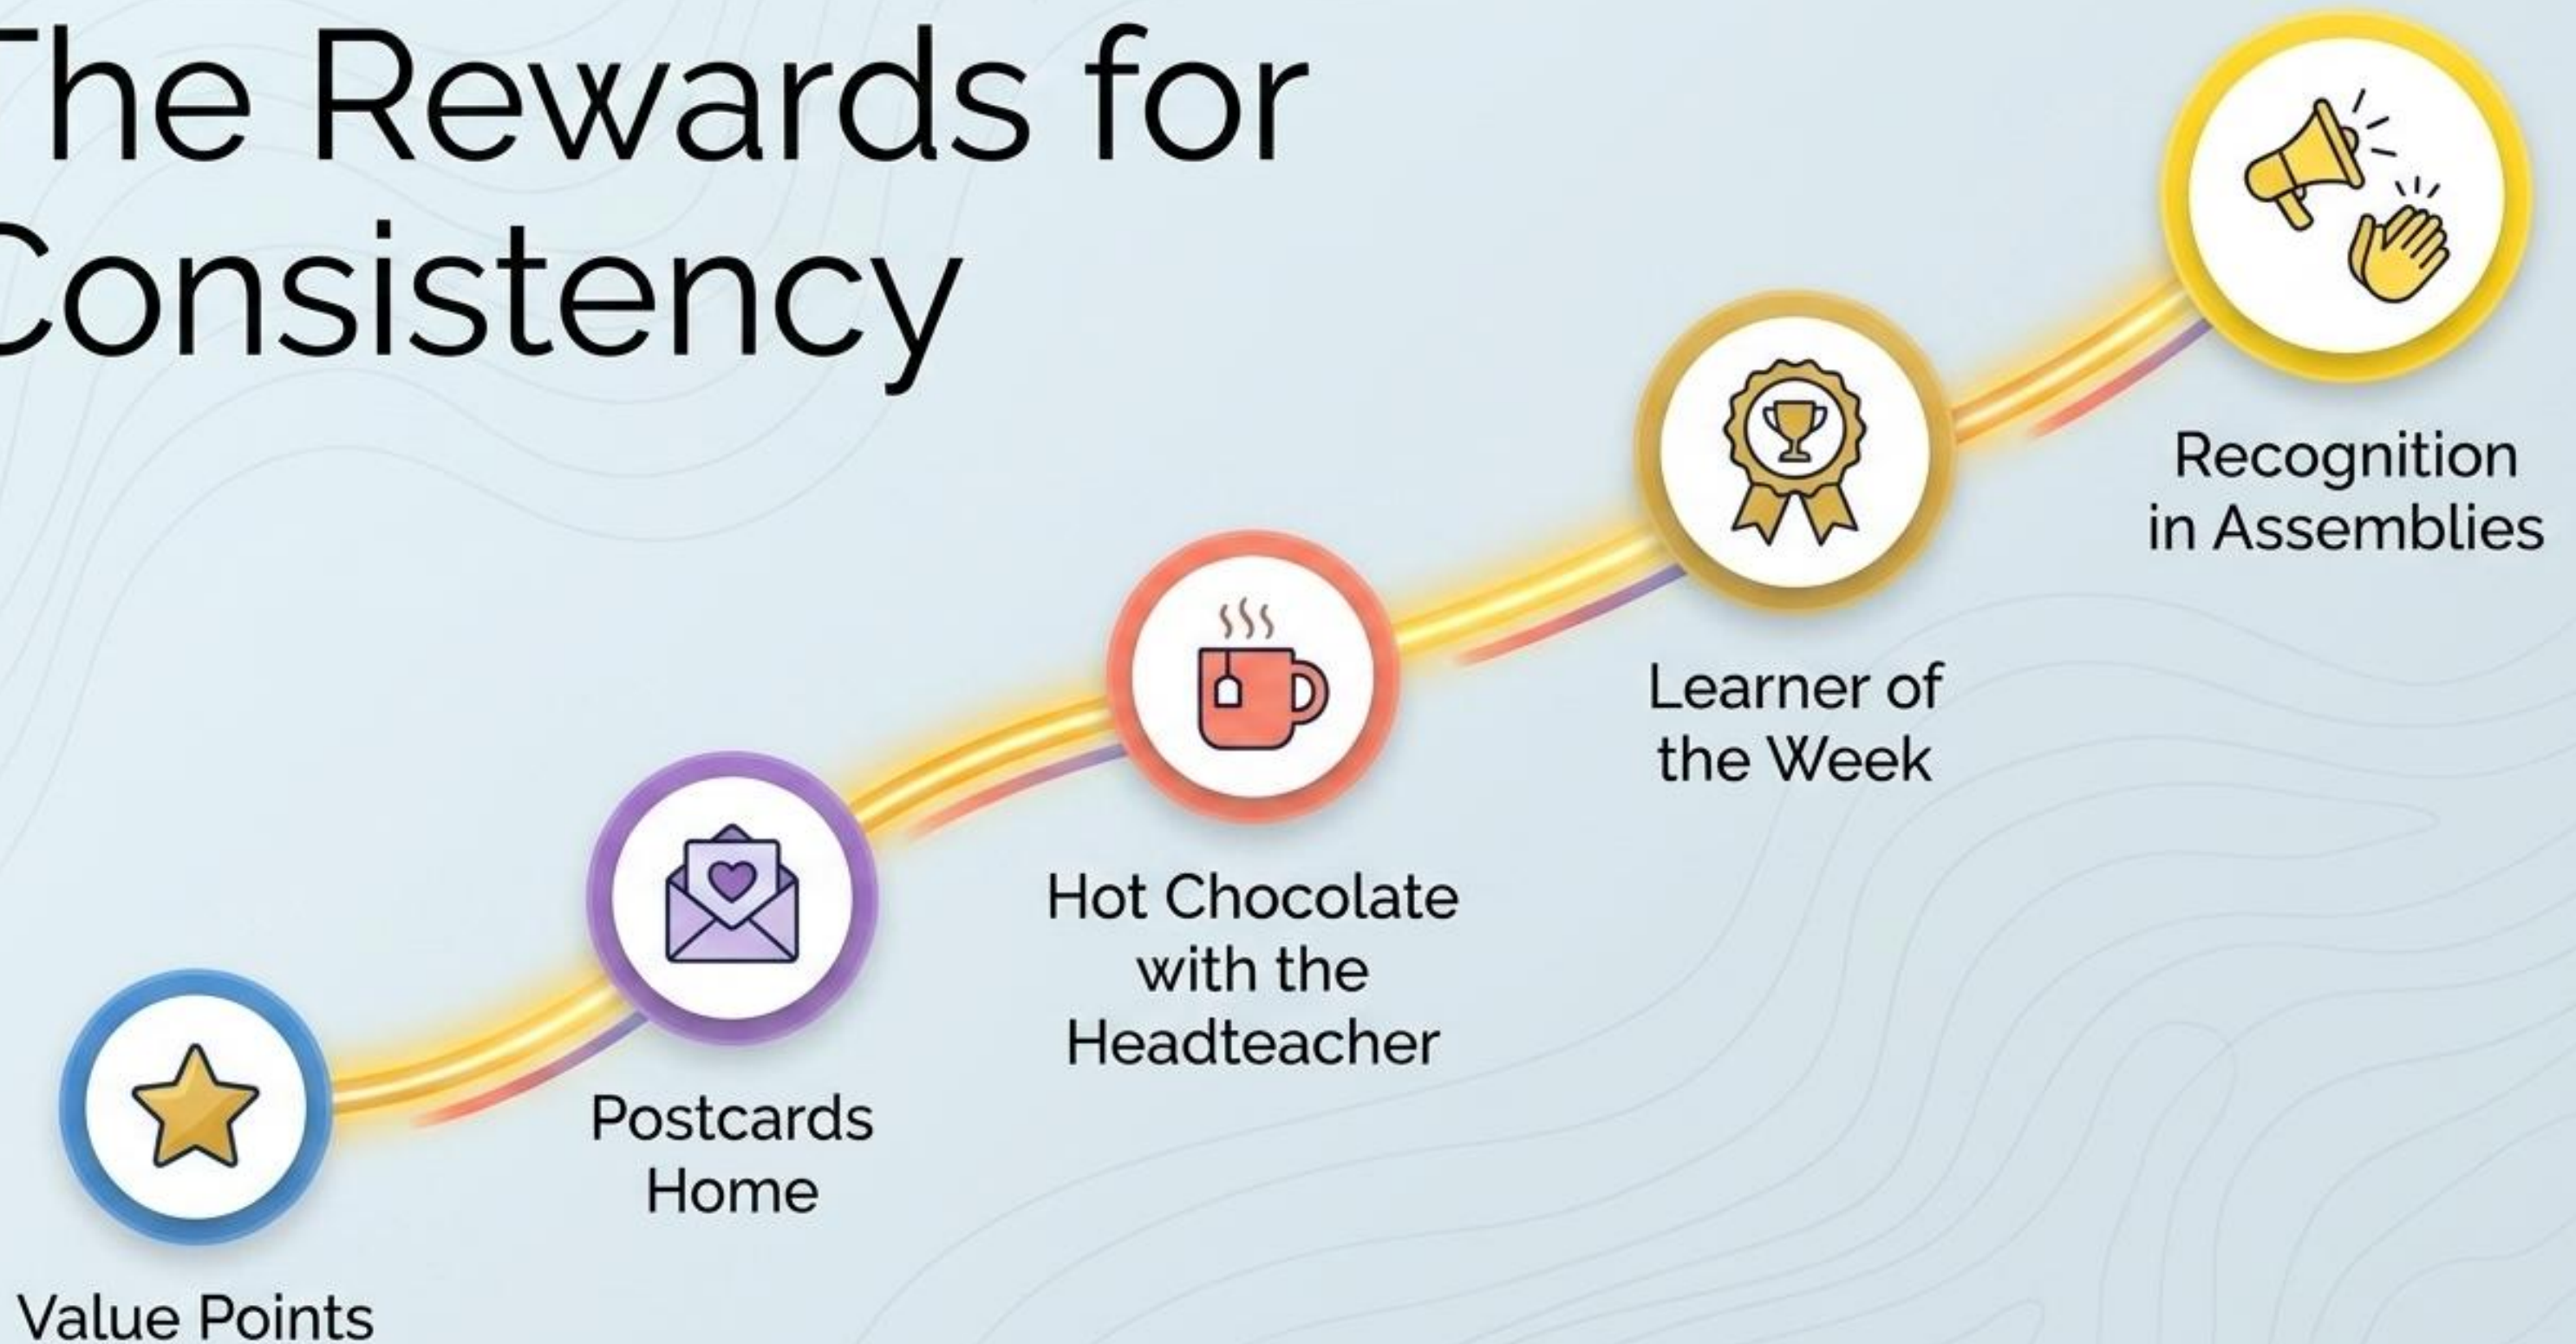 The Rewards for
Consistency
Recognition
in Assemblies
Learner of
the Week
Hot Chocolate
with the
Headteacher
Postcards
Home
Value Points